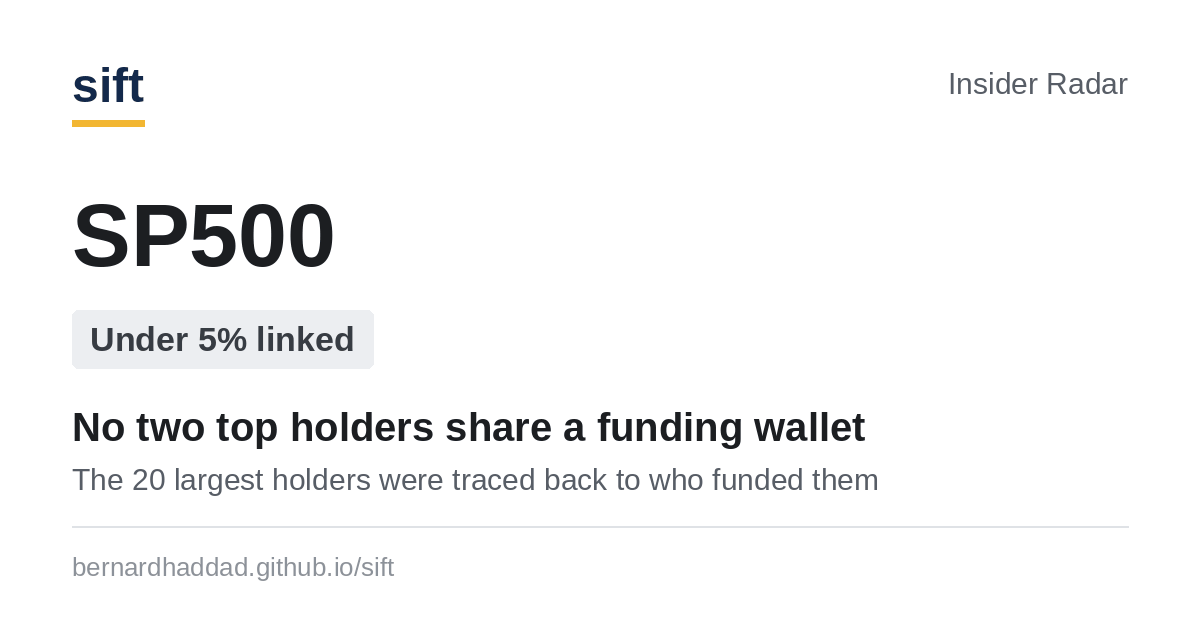 sift
Insider Radar
SP500
Under 5% linked
No two top holders share a funding wallet
The 20 largest holders were traced back to who funded them
bernardhaddad.github.io/sift